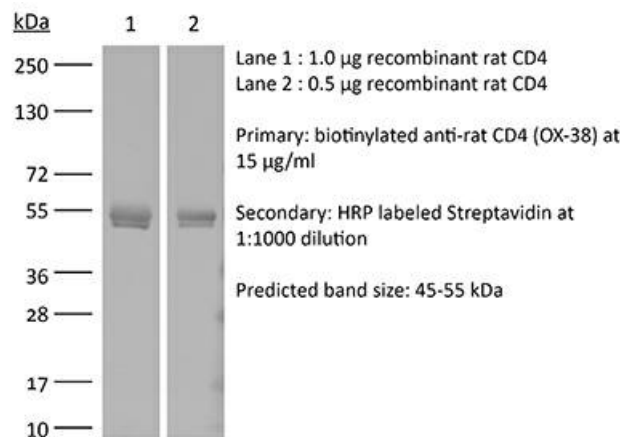 kDa
1 2
250
130
72
55
36
28
17
10
Lane 1 : 1.0 µg recombinant rat CD4
Lane 2 : 0.5 µg recombinant rat CD4
Primary: biotinylated anti-rat CD4 (OX-38) at
15 µg/ml
Secondary: HRP labeled Streptavidin at
1:1000 dilution
Predicted band size: 45-55 kDa